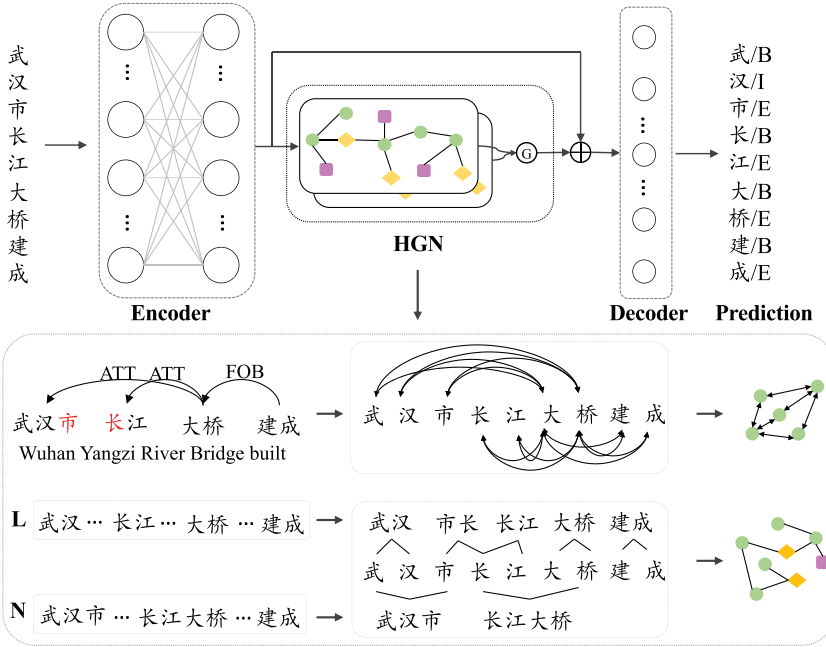 武
汉
市
长
江
大
桥
建
成
⋮ ⋮
⋮ ⋮
Encoder
HGN
G
⋮
⋮
Decoder
武/B
汉/I
市/E
长/B
江/E
大/B
桥/E
建/B
成/E
Prediction
ATT ATT FOB
武汉市 长江 大桥 建成
Wuhan Yangzi River Bridge built
武 汉 市 长 江 大 桥 建 成
L 武汉 ··· 长江 ··· 大桥 ··· 建成
武汉 市长 长江 大桥 建成
武 汉 市 长 江 大 桥 建 成
N 武汉市 ··· 长江大桥 ··· 建成
武汉市 长江大桥